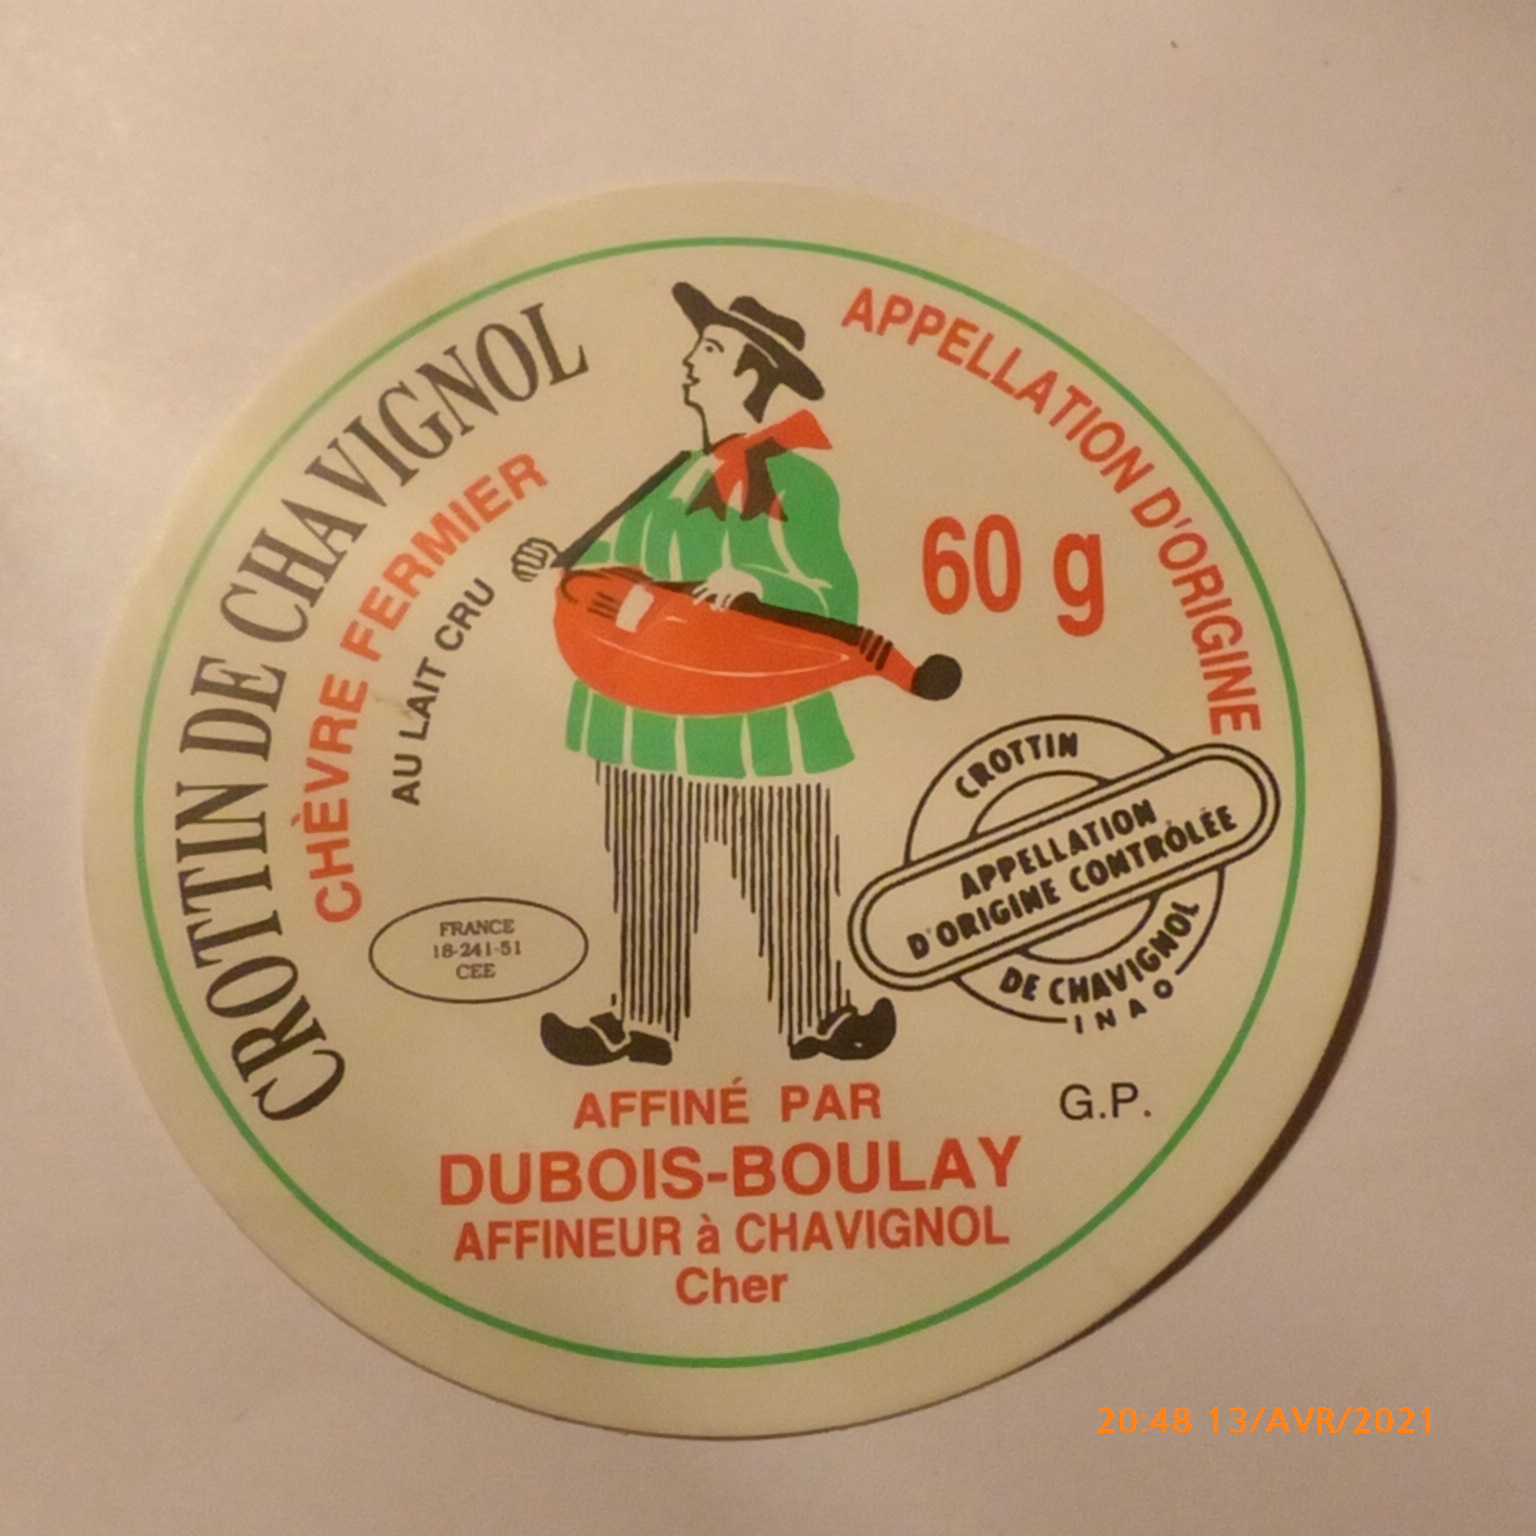 CROTTIN DE CHAVIGNOL
CHÈVRE FERMIER
AU LAIT CRU
APPELLATION D'ORIGINE
60 g
CROTTIN
APPELLATION
D'ORIGINE CONTRÔLÉE
DE CHAVIGNOL
INAO
FRANCE
18-241-51
CEE
G.P.
AFFINÉ PAR
DUBOIS-BOULAY
AFFINEUR à CHAVIGNOL
Cher
20:48 13/AVR/2021